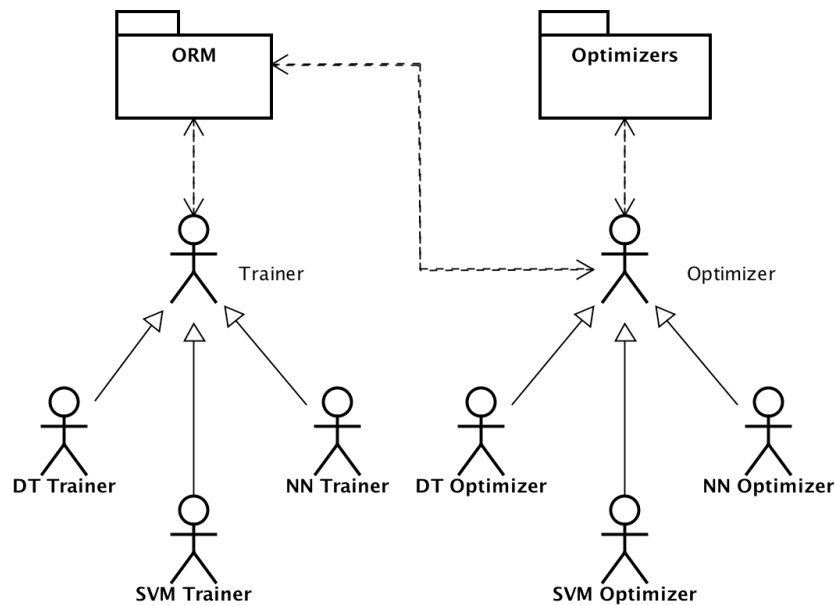 ORM
Optimizers
Trainer
Optimizer
DT Trainer
NN Trainer
DT Optimizer
NN Optimizer
SVM Trainer
SVM Optimizer